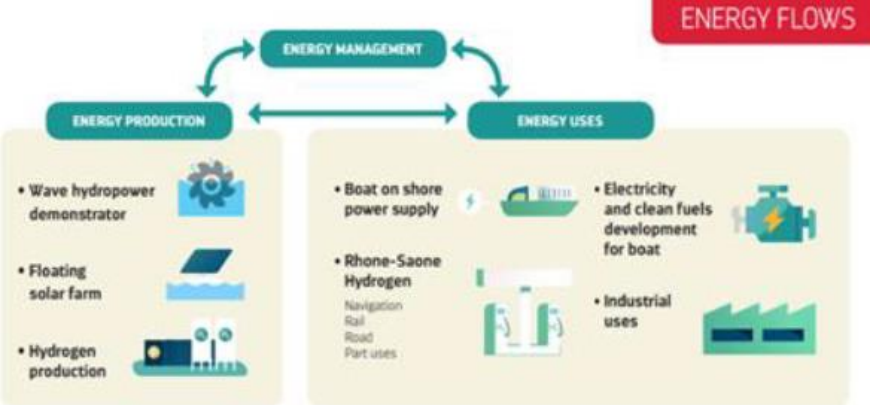 ENERGY FLOWS
ENERGY MANAGEMENT
ENERGY PRODUCTION
ENERGY USES
• Wave hydropower
demonstrator
• Floating
solar farm
• Hydrogen
production
• Boat on shore
power supply
• Rhone-Saone
Hydrogen
Navigation
Rail
Road
Part uses
• Electricity
and clean fuels
development
for boat
• Industrial
uses